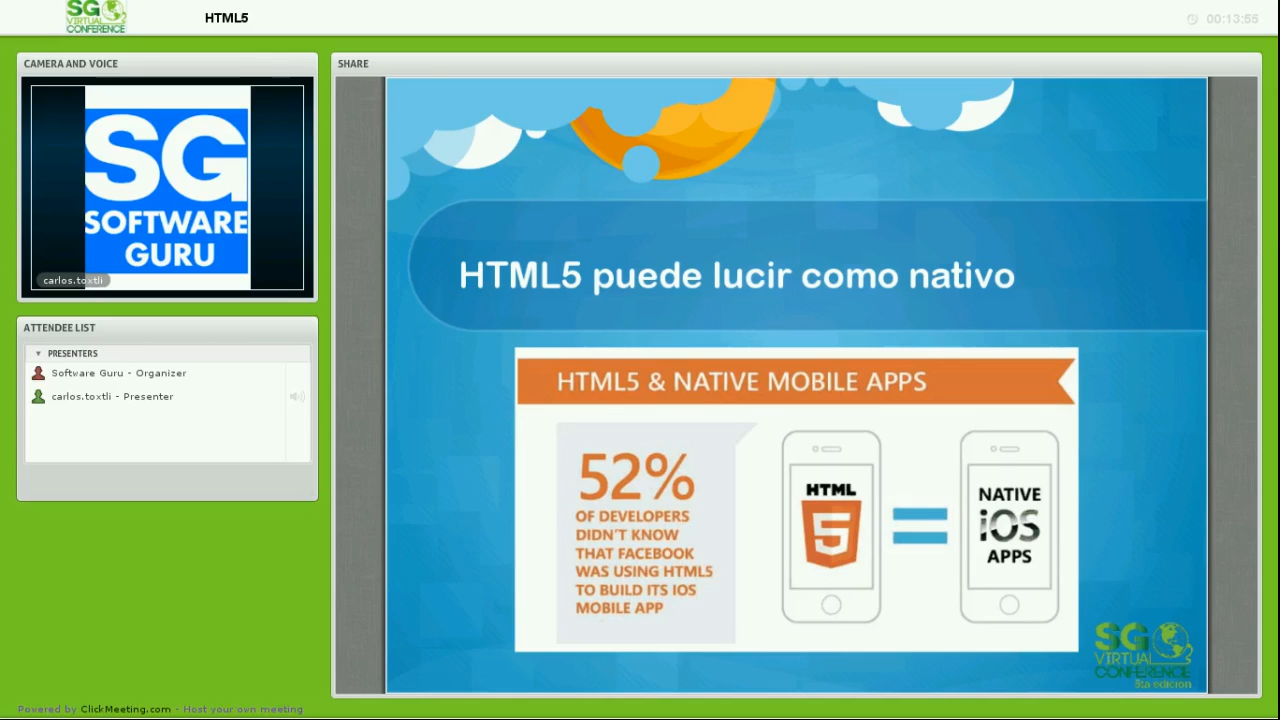 SG
VIRTUAL
CONFERENCE
HTML5
00:13:55
CAMERA AND VOICE
SG
SOFTWARE
GURU
carlos.toxtli
ATTENDEE LIST
PRESENTERS
Software Guru - Organizer
carlos.toxtli - Presenter
SHARE
HTML5 puede lucir como nativo
HTML5 & NATIVE MOBILE APPS
52%
OF DEVELOPERS
DIDN'T KNOW
THAT FACEBOOK
WAS USING HTML5
TO BUILD ITS IOS
MOBILE APP
HTML
5
NATIVE
iOS
APPS
SG
VIRTUAL
CONFERENCE
5ta edición
Powered by ClickMeeting.com - Host your own meeting